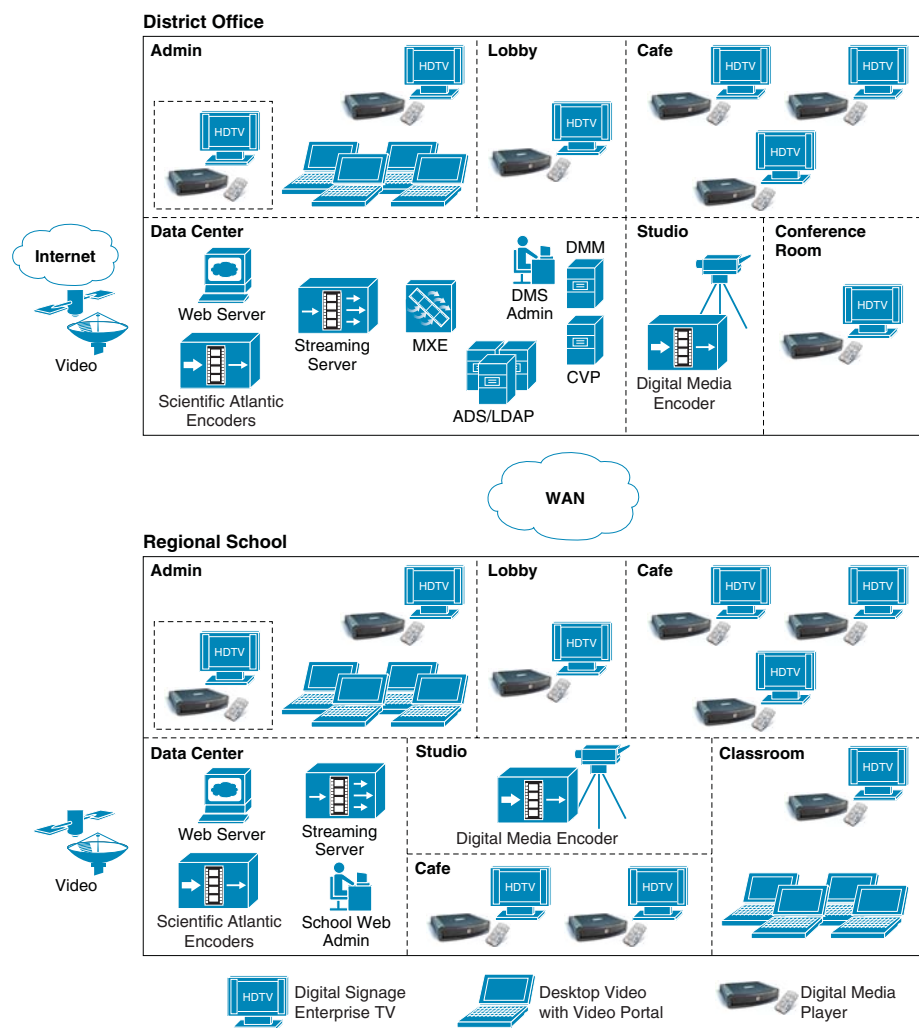 District Office
Admin
Lobby
Cafe
HDTV
HDTV
HDTV
HDTV
HDTV
HDTV
Data Center
Studio
Conference
Room
Internet
Video
Web Server
Streaming
Server
MXE
DMS
Admin
DMM
CVP
ADS/LDAP
Scientific Atlantic
Encoders
Digital Media
Encoder
HDTV
WAN
Regional School
Admin
Lobby
Cafe
HDTV
HDTV
HDTV
HDTV
HDTV
HDTV
Data Center
Studio
Classroom
Video
Web Server
Streaming
Server
Scientific Atlantic
Encoders
School Web
Admin
Digital Media Encoder
Cafe
HDTV
HDTV
HDTV
HDTV
Digital Signage
Enterprise TV
Desktop Video
with Video Portal
Digital Media
Player